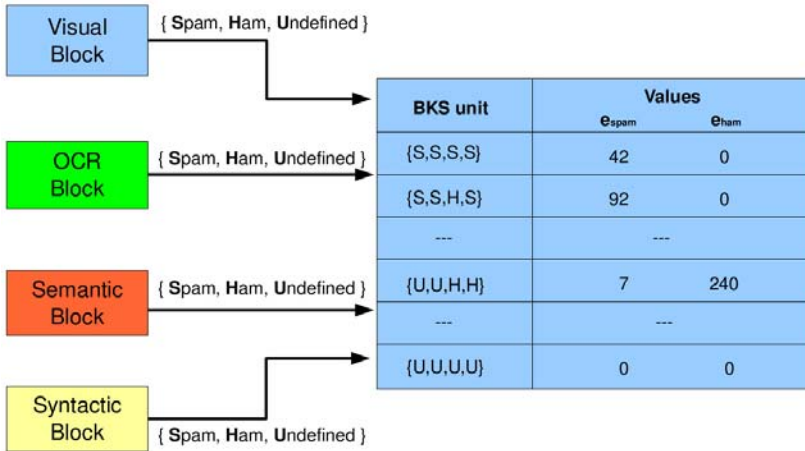 Visual
Block
{ Spam, Ham, Undefined }
OCR
Block
{ Spam, Ham, Undefined }
Semantic
Block
{ Spam, Ham, Undefined }
Syntactic
Block
{ Spam, Ham, Undefined }
BKS unit Values
espam eham
{S,S,S,S} 42 0
{S,S,H,S} 92 0
--- ---
{U,U,H,H} 7 240
--- ---
{U,U,U,U} 0 0